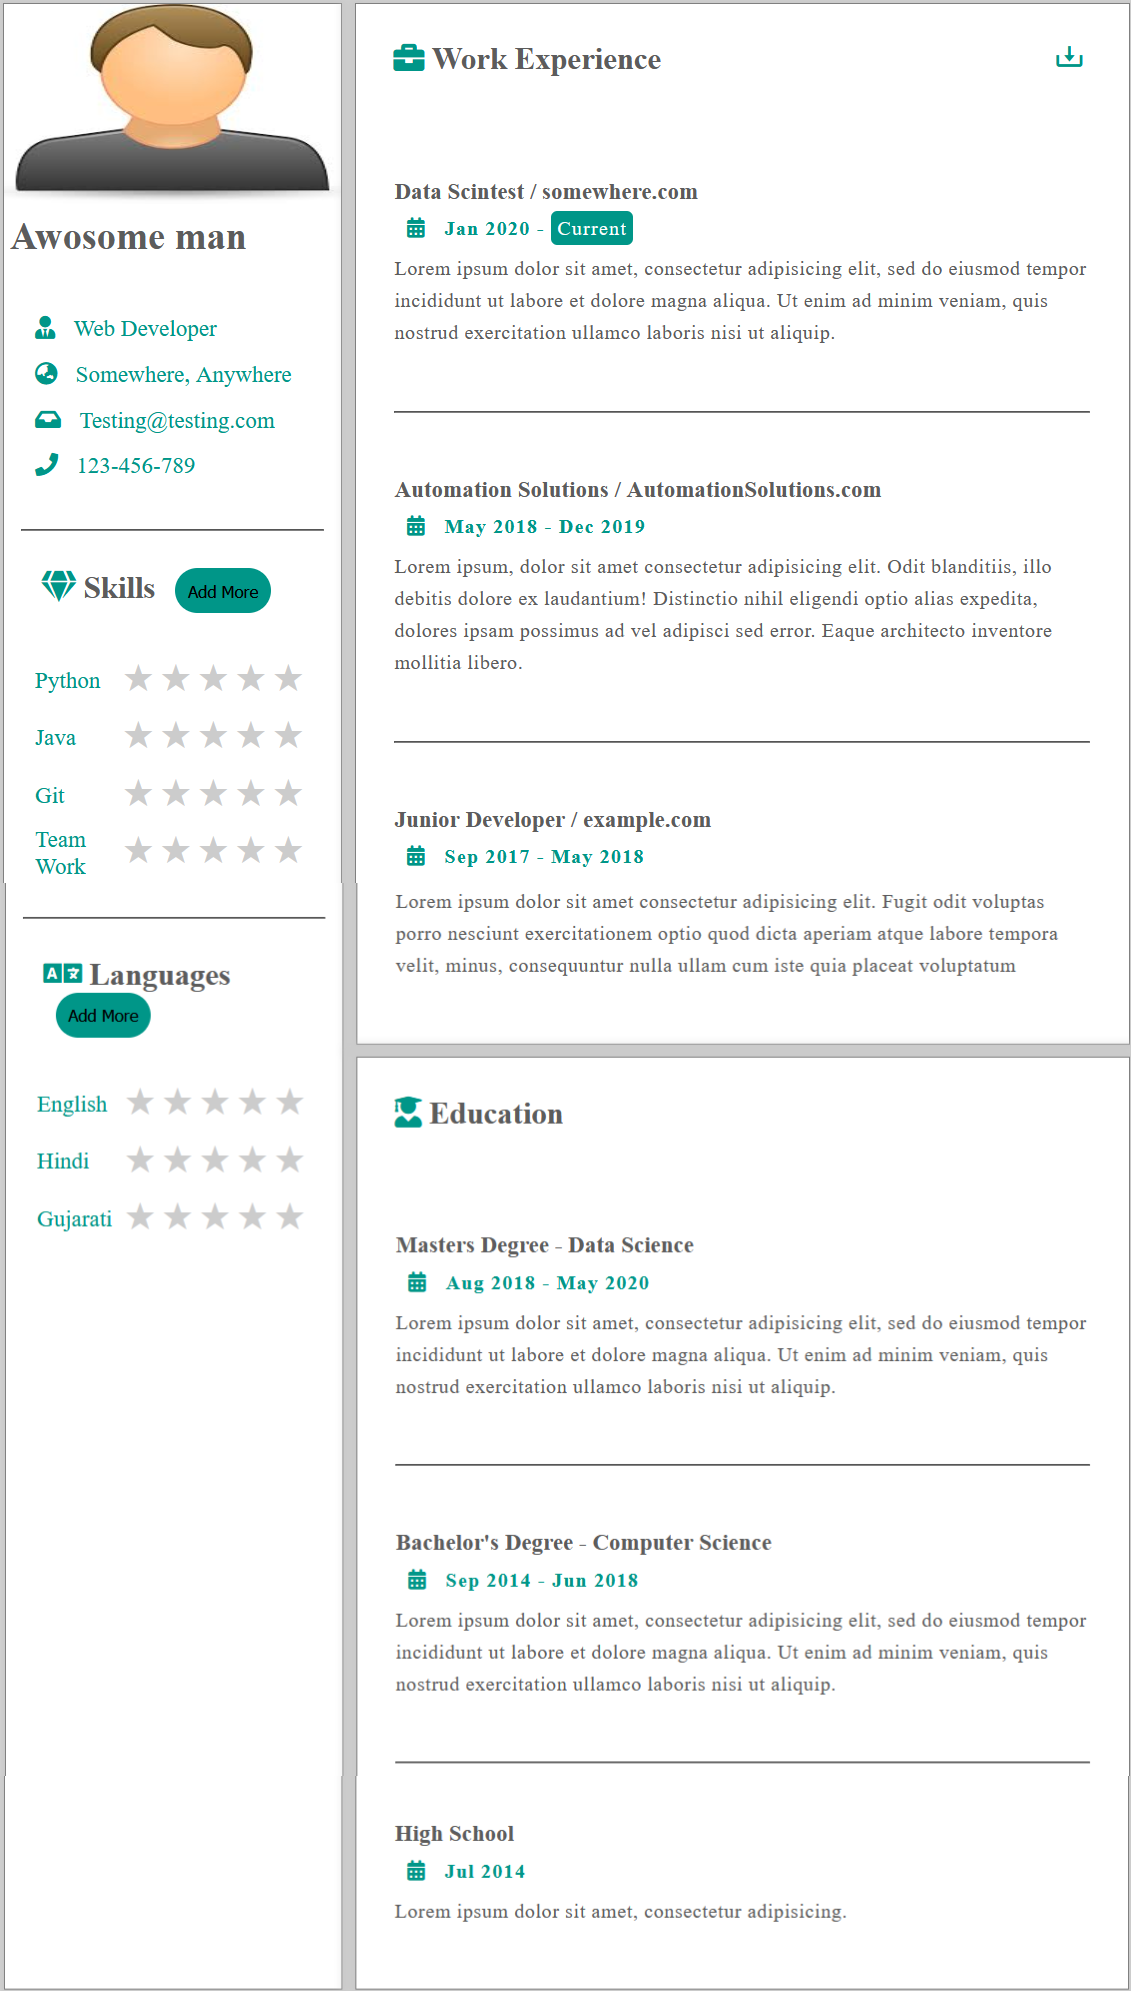 Awosome man
Web Developer
Somewhere, Anywhere
Testing@testing.com
123-456-789
Skills
Add More
Python
Java
Git
Team
Work
Languages
Add More
English
Hindi
Gujarati
Work Experience
Data Scintest / somewhere.com
Jan 2020 - Current
Lorem ipsum dolor sit amet, consectetur adipisicing elit, sed do eiusmod tempor
incididunt ut labore et dolore magna aliqua. Ut enim ad minim veniam, quis
nostrud exercitation ullamco laboris nisi ut aliquip.
Automation Solutions / AutomationSolutions.com
May 2018 - Dec 2019
Lorem ipsum, dolor sit amet consectetur adipisicing elit. Odit blanditiis, illo
debitis dolore ex laudantium! Distinctio nihil eligendi optio alias expedita,
dolores ipsam possimus ad vel adipisci sed error. Eaque architecto inventore
mollitia libero.
Junior Developer / example.com
Sep 2017 - May 2018
Lorem ipsum dolor sit amet consectetur adipisicing elit. Fugit odit voluptas
porro nesciunt exercitationem optio quod dicta aperiam atque labore tempora
velit, minus, consequuntur nulla ullam cum iste quia placeat voluptatum
Education
Masters Degree - Data Science
Aug 2018 - May 2020
Lorem ipsum dolor sit amet, consectetur adipisicing elit, sed do eiusmod tempor
incididunt ut labore et dolore magna aliqua. Ut enim ad minim veniam, quis
nostrud exercitation ullamco laboris nisi ut aliquip.
Bachelor's Degree - Computer Science
Sep 2014 - Jun 2018
Lorem ipsum dolor sit amet, consectetur adipisicing elit, sed do eiusmod tempor
incididunt ut labore et dolore magna aliqua. Ut enim ad minim veniam, quis
nostrud exercitation ullamco laboris nisi ut aliquip.
High School
Jul 2014
Lorem ipsum dolor sit amet, consectetur adipisicing.